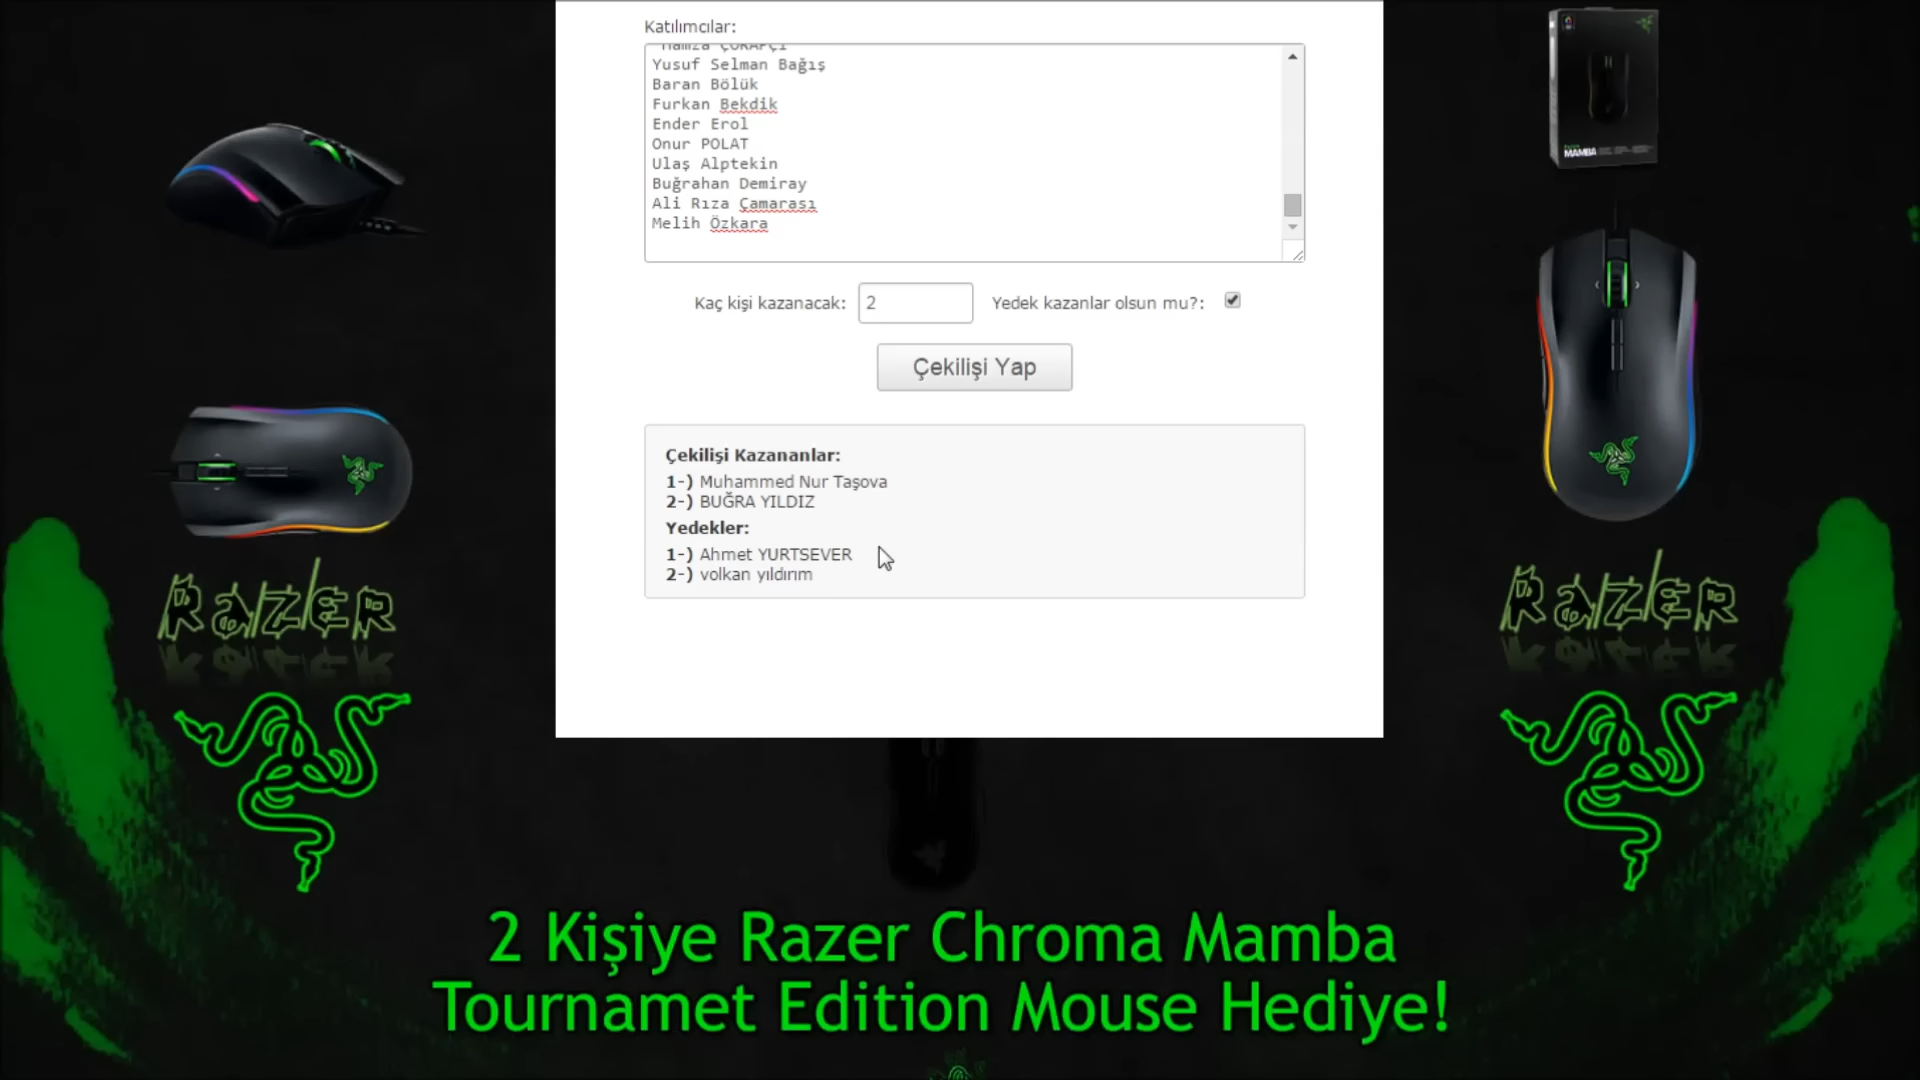 Katılımcılar:
Hamza ÇORAPÇI
Yusuf Selman Bağış
Baran Bölük
Furkan Bekdik
Ender Erol
Onur POLAT
Ulaş Alptekin
Buğrahan Demiray
Ali Rıza Çamarası
Melih Özkara
Kaç kişi kazanacak: 2 Yedek kazanlar olsun mu?:
Çekilişi Yap
Çekilişi Kazananlar:
1-) Muhammed Nur Taşova
2-) BUĞRA YILDIZ
Yedekler:
1-) Ahmet YURTSEVER
2-) volkan yıldırım
MAMBA
RaZER
RaZER
2 Kişiye Razer Chroma Mamba
Tournamet Edition Mouse Hediye!